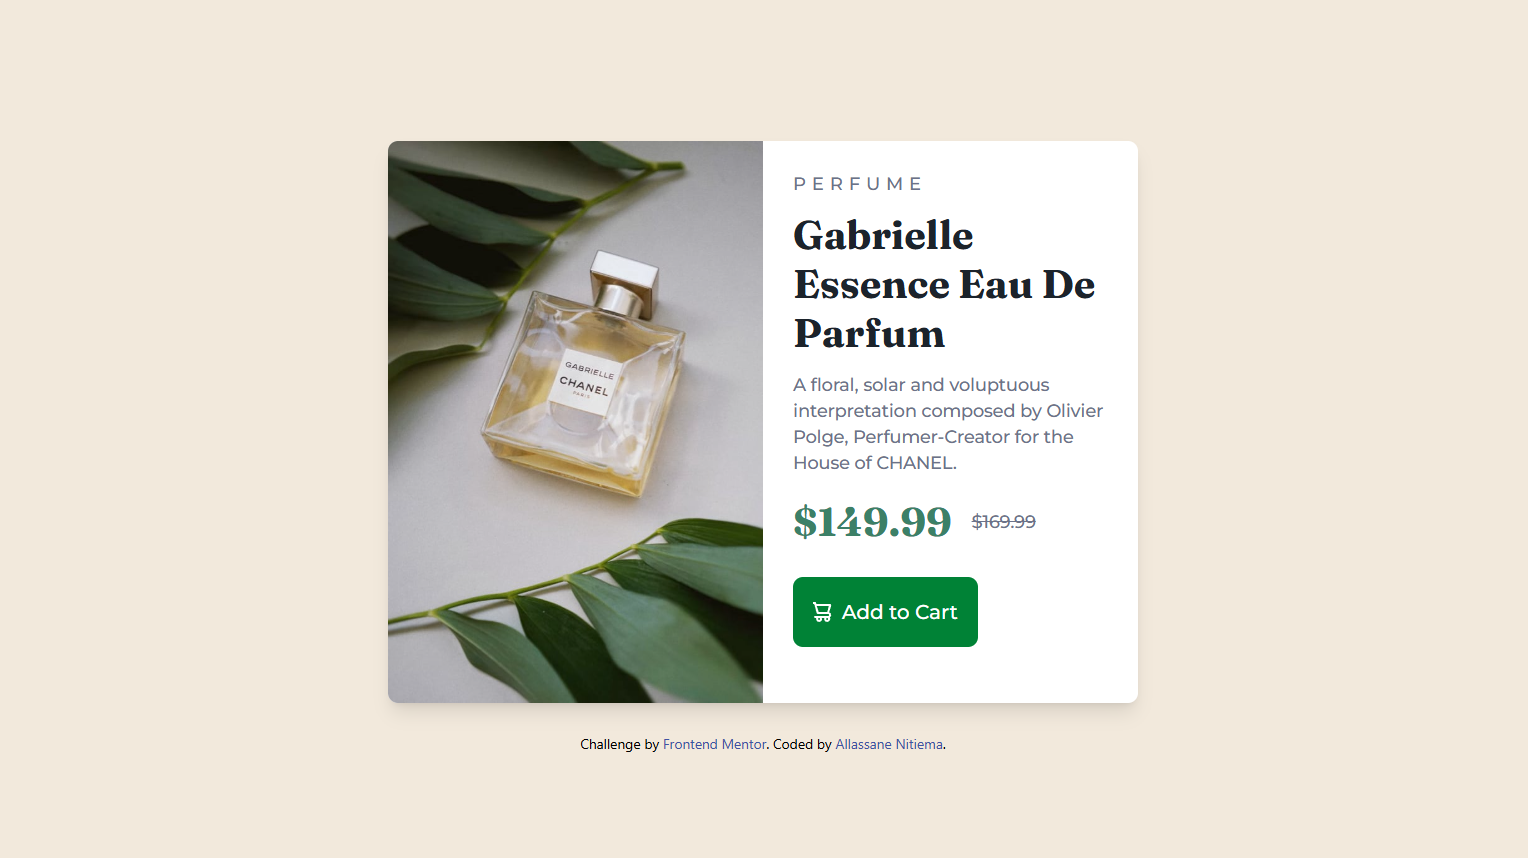 GABRIELLE
CHANEL
PARIS
PERFUME
Gabrielle
Essence Eau De
Parfum
A floral, solar and voluptuous
interpretation composed by Olivier
Polge, Perfumer-Creator for the
House of CHANEL.
$149.99 $169.99
Add to Cart
Challenge by Frontend Mentor. Coded by Allassane Nitiema.